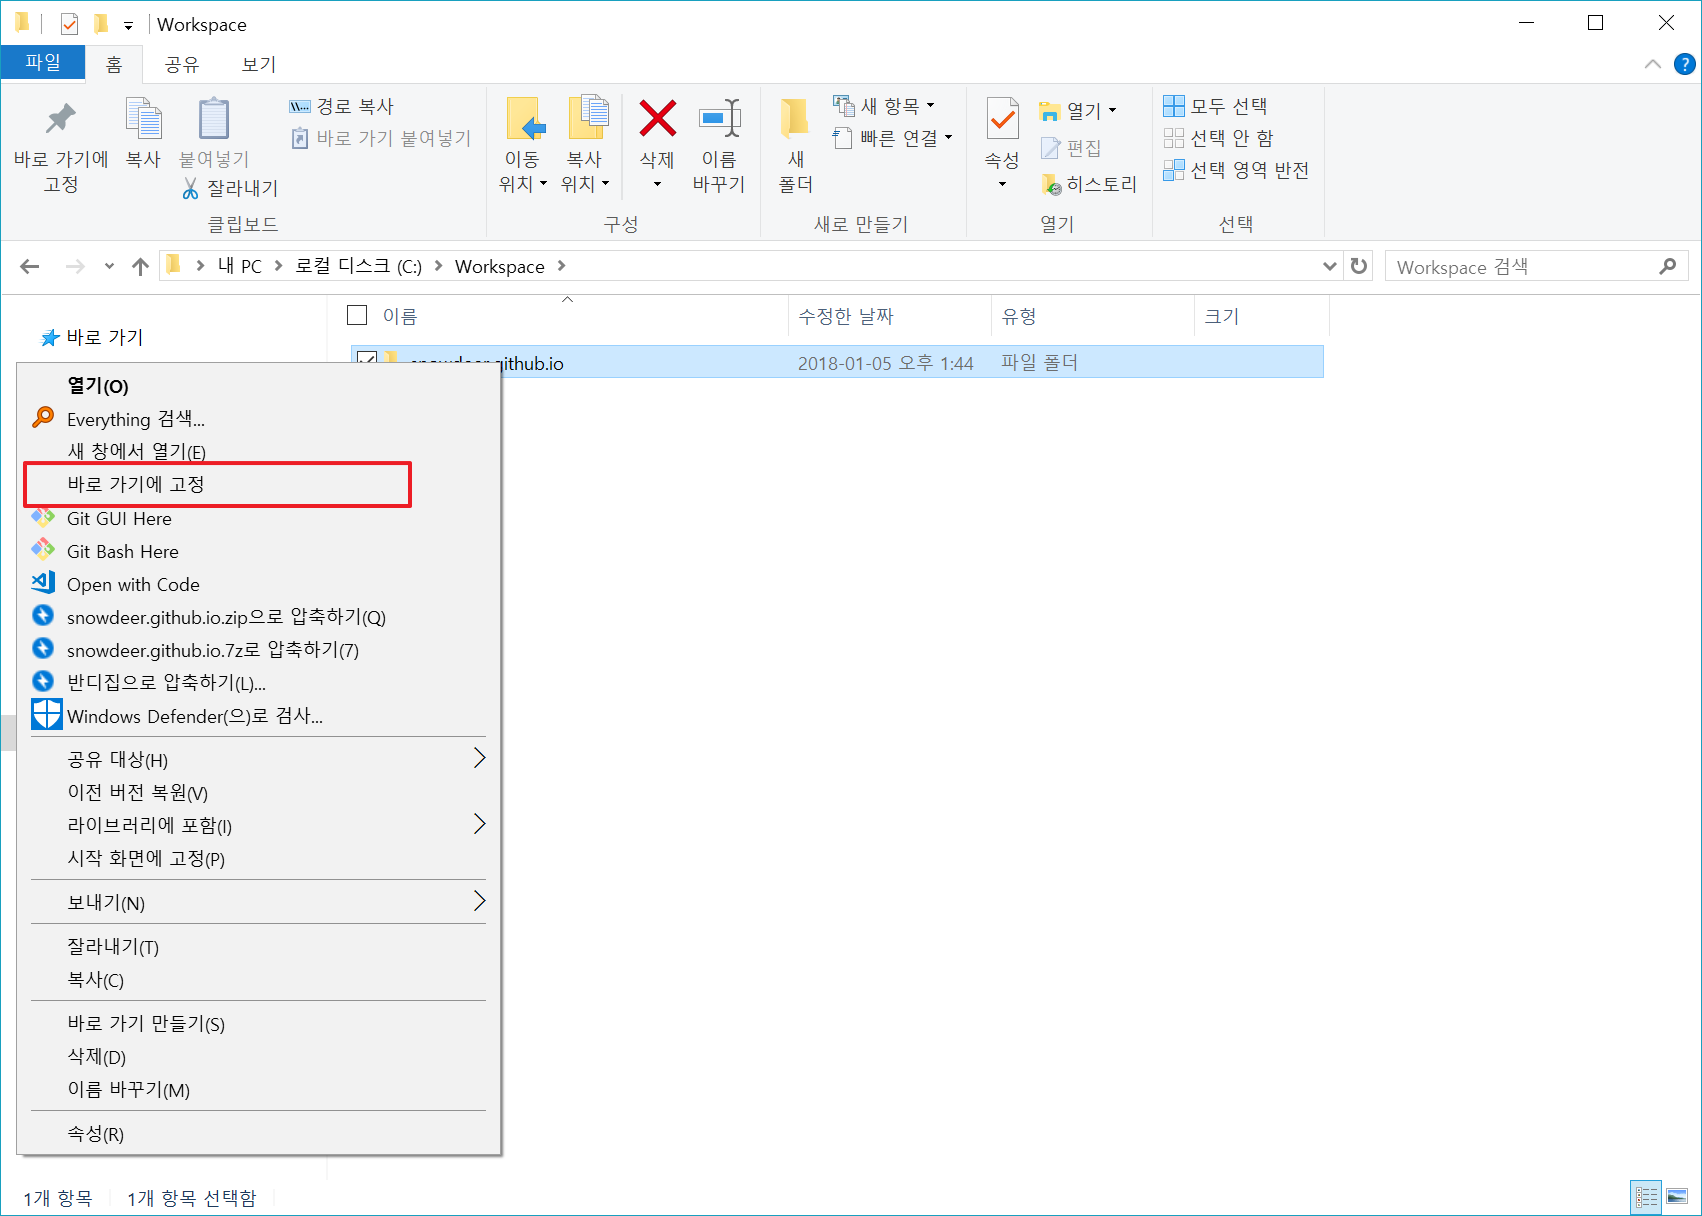 Workspace
파일 홈 공유 보기
바로 가기에
고정
복사
붙여넣기
잘라내기
경로 복사
바로 가기 붙여넣기
클립보드
이동
위치
복사
위치
삭제
이름
바꾸기
구성
새
폴더
새 항목
빠른 연결
새로 만들기
속성
열기
편집
히스토리
열기
모두 선택
선택 안 함
선택 영역 반전
선택
내 PC 로컬 디스크 (C:) Workspace
Workspace 검색
바로 가기
이름 수정한 날짜 유형 크기
snowdeer.github.io 2018-01-05 오후 1:44 파일 폴더
열기(O)
Everything 검색...
새 창에서 열기(E)
바로 가기에 고정
Git GUI Here
Git Bash Here
Open with Code
snowdeer.github.io.zip으로 압축하기(Q)
snowdeer.github.io.7z로 압축하기(7)
반디집으로 압축하기(L)...
Windows Defender(으)로 검사...
공유 대상(H)
이전 버전 복원(V)
라이브러리에 포함(I)
시작 화면에 고정(P)
보내기(N)
잘라내기(T)
복사(C)
바로 가기 만들기(S)
삭제(D)
이름 바꾸기(M)
속성(R)
1개 항목 1개 항목 선택함